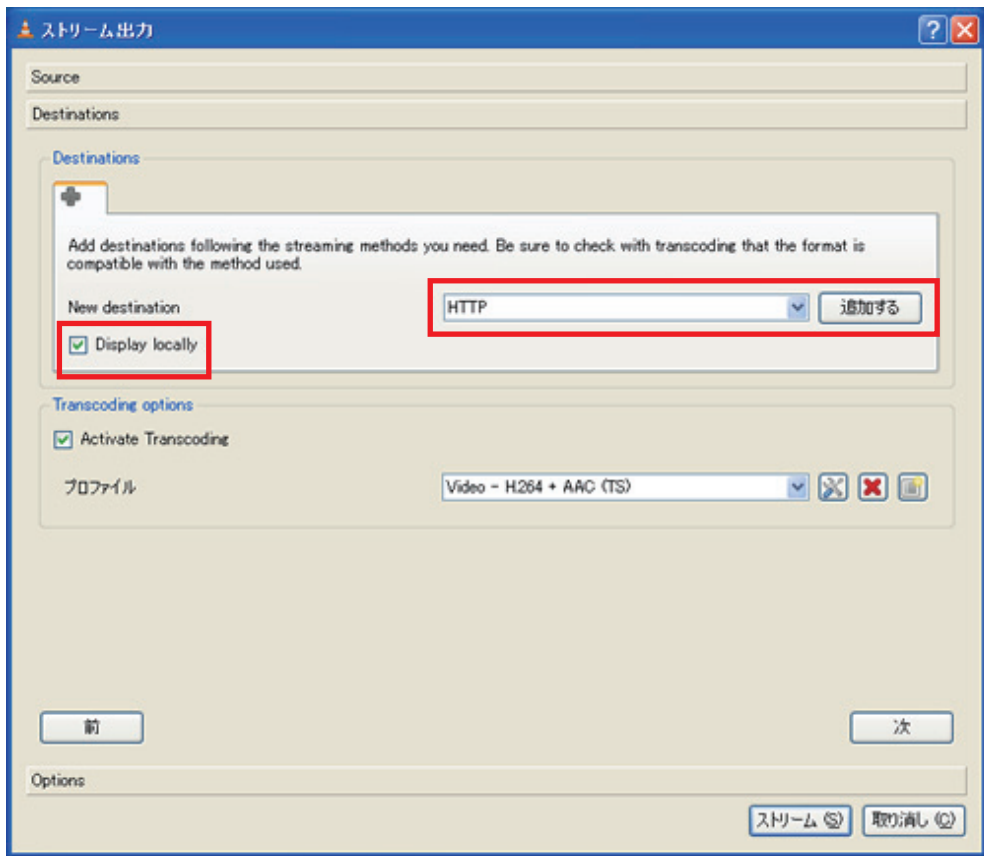 ストリーム出力
Source
Destinations
Destinations
Add destinations following the streaming methods you need. Be sure to check with transcoding that the format is
compatible with the method used.
New destination HTTP 追加する
Display locally
Transcoding options
Activate Transcoding
プロファイル Video - H.264 + AAC (TS)
前 次
Options
ストリーム (S) 取り消し (C)